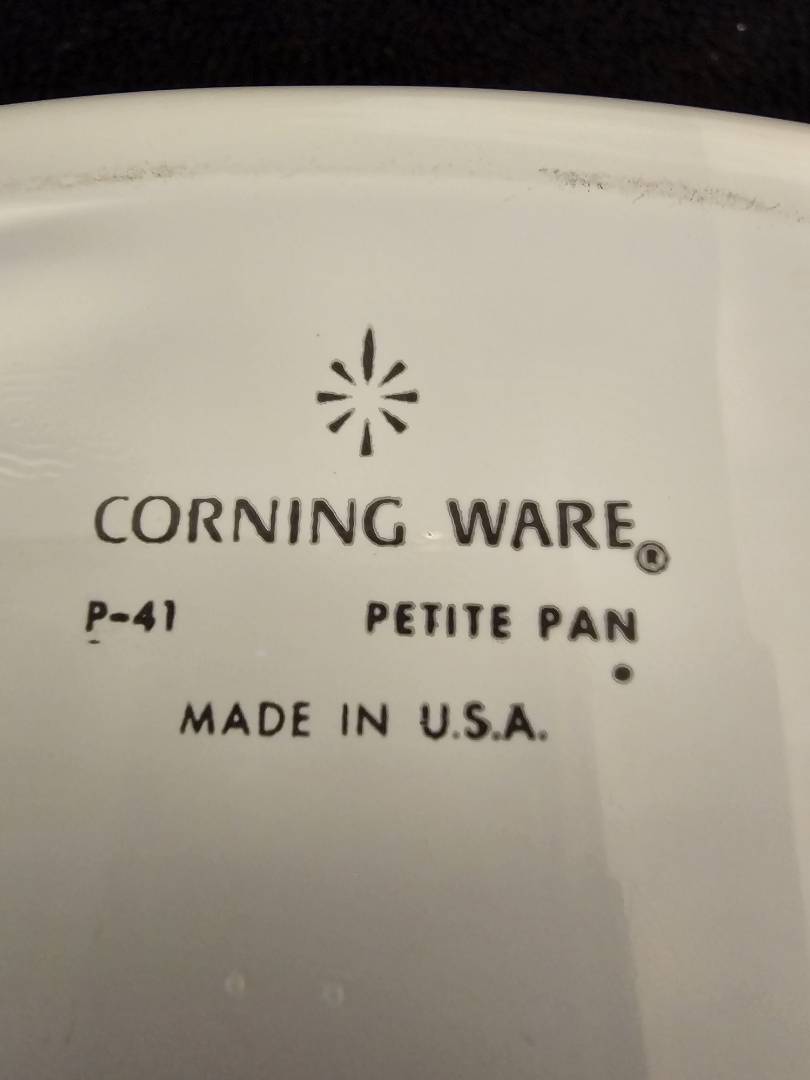 CORNING WARE®
P-41 PETITE PAN
MADE IN U.S.A.